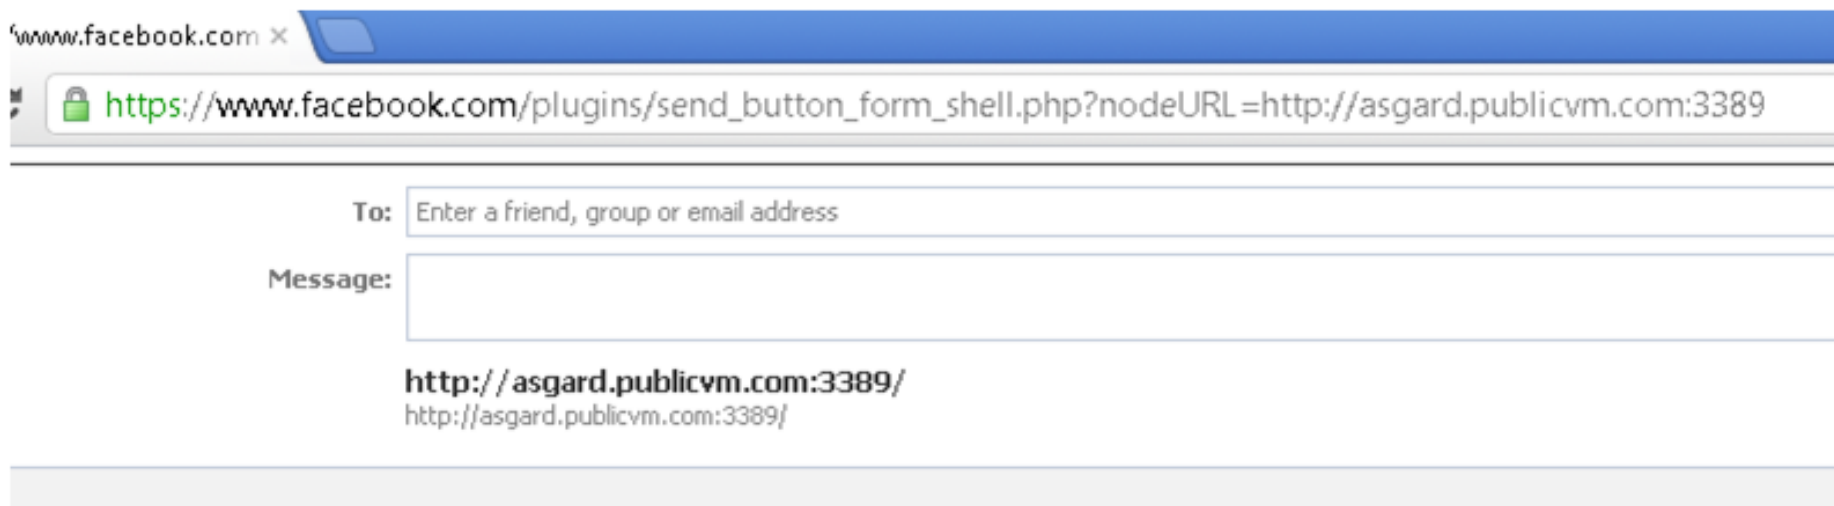 /www.facebook.com ×
https://www.facebook.com/plugins/send_button_form_shell.php?nodeURL=http://asgard.publicvm.com:3389
To: Enter a friend, group or email address
Message:
http://asgard.publicvm.com:3389/
http://asgard.publicvm.com:3389/